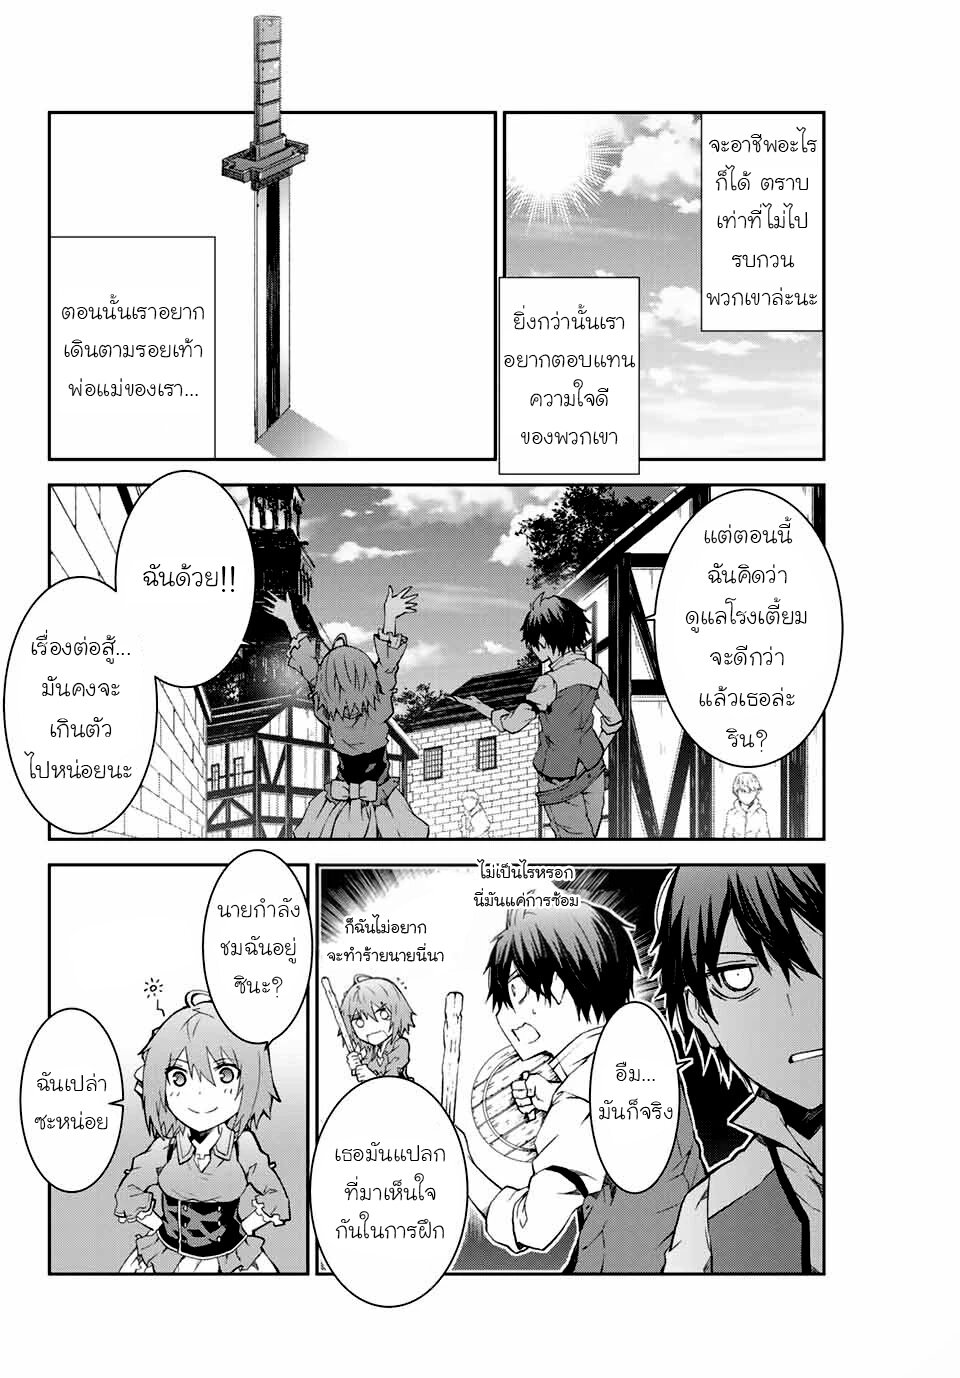 จะอาชีพอะไร
ก็ได้ ตราบ
เท่าที่ไม่ไป
รบกวน
พวกเขาล่ะนะ
ยิ่งกว่านั้นเรา
อยากตอบแทน
ความใจดี
ของพวกเขา
ตอนนั้นเราอยาก
เดินตามรอยเท้า
พ่อแม่ของเรา...
แต่ตอนนี้
ฉันคิดว่า
ดูแลโรงเตี้ยม
จะดีกว่า
แล้วเธอล่ะ
ริน?
ฉันด้วย!!
เรื่องต่อสู้...
มันคงจะ
เกินตัว
ไปหน่อยนะ
ไม่เป็นไรหรอก
นี่มันแค่การซ้อม
ก็ฉันไม่อยาก
จะทำร้ายนายนี่นา
อืม...
มันก็จริง
เธอมันแปลก
ที่มาเห็นใจ
กันในการฝึก
นายกำลัง
ชมฉันอยู่
ซินะ?
ฉันเปล่า
ซะหน่อย